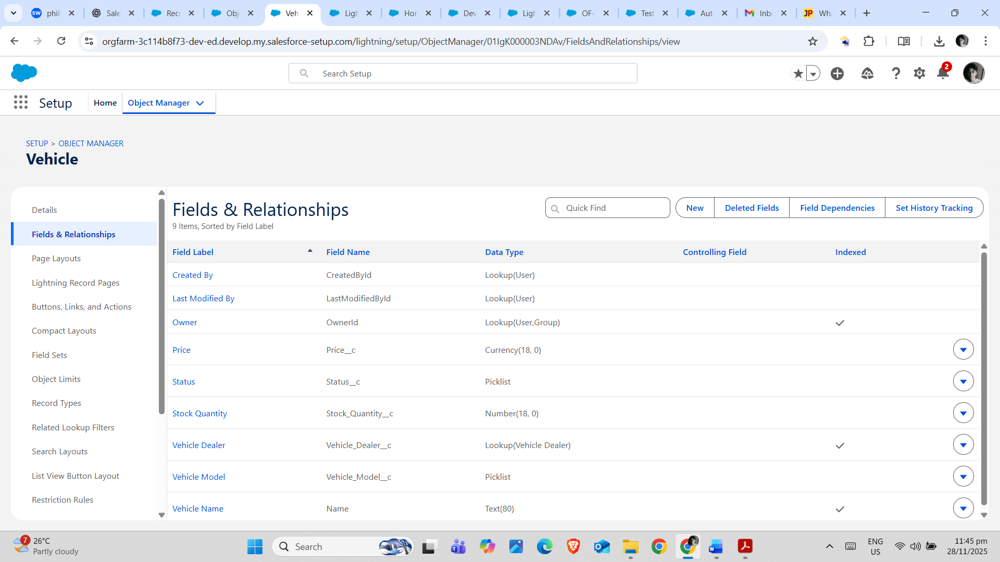 phili
Sale
Rec
Obj
Veh
Ligh
Hor
Dev
Ligh
OF-
Test
Aut
Inbo
Wha
orgfarm-3c114b8f73-dev-ed.develop.my.salesforce-setup.com/lightning/setup/ObjectManager/01IgK000003NDAv/FieldsAndRelationships/view
Search Setup
2
Setup
Home
Object Manager
SETUP > OBJECT MANAGER
Vehicle
Details
Fields & Relationships
Page Layouts
Lightning Record Pages
Buttons, Links, and Actions
Compact Layouts
Field Sets
Object Limits
Record Types
Related Lookup Filters
Search Layouts
List View Button Layout
Restriction Rules
Fields & Relationships
9 Items, Sorted by Field Label
Quick Find
New
Deleted Fields
Field Dependencies
Set History Tracking
Field Label Field Name Data Type Controlling Field Indexed
Created By CreatedById Lookup(User)
Last Modified By LastModifiedById Lookup(User)
Owner OwnerId Lookup(User,Group)
Price Price__c Currency(18, 0)
Status Status__c Picklist
Stock Quantity Stock_Quantity__c Number(18, 0)
Vehicle Dealer Vehicle_Dealer__c Lookup(Vehicle Dealer)
Vehicle Model Vehicle_Model__c Picklist
Vehicle Name Name Text(80)
7
26°C
Partly cloudy
Search
ENG
US
11:45 pm
28/11/2025